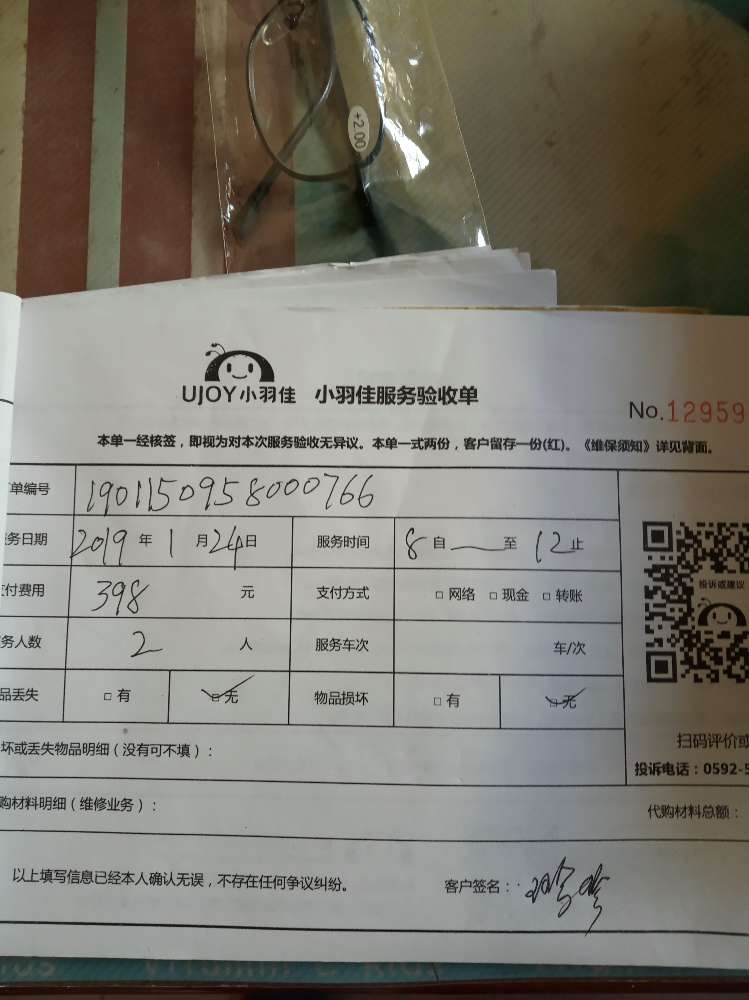 +2.00
UJOY小羽佳 小羽佳服务验收单
No.12959
本单一经核签，即视为对本次服务验收无异议。本单一式两份，客户留存一份(红)。《维保须知》详见背面。
单编号 1901150958000766
务日期 2019 年 1 月 24 日 服务时间 8 自 至 12 止
付费用 398 元 支付方式 □ 网络 □ 现金 □ 转账
务人数 2 人 服务车次 车/次
品丢失 □ 有 □ 无 物品损坏 □ 有 □ 无
投诉或建议
扫码评价或
投诉电话：0592-5
坏或丢失物品明细（没有可不填）：
购材料明细（维修业务）： 代购材料总额：
以上填写信息已经本人确认无误，不存在任何争议纠纷。 客户签名：